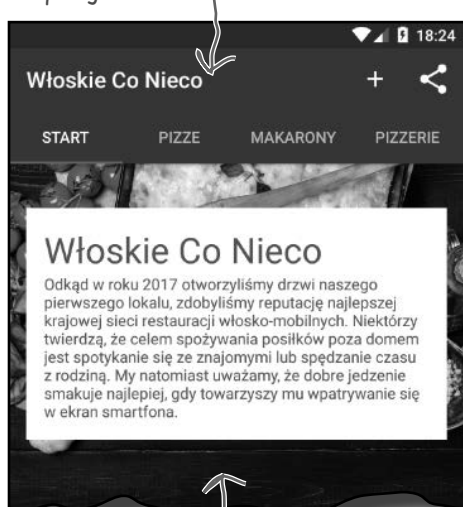 18:24
Włoskie Co Nieco
START PIZZE MAKARONY PIZZERIE
Włoskie Co Nieco
Odkąd w roku 2017 otworzyliśmy drzwi naszego
pierwszego lokalu, zdobyliśmy reputację najlepszej
krajowej sieci restauracji włosko-mobilnych. Niektórzy
twierdzą, że celem spożywania posiłków poza domem
jest spotykanie się ze znajomymi lub spędzanie czasu
z rodziną. My natomiast uważamy, że dobre jedzenie
smakuje najlepiej, gdy towarzyszy mu wpatrywanie się
w ekran smartfona.